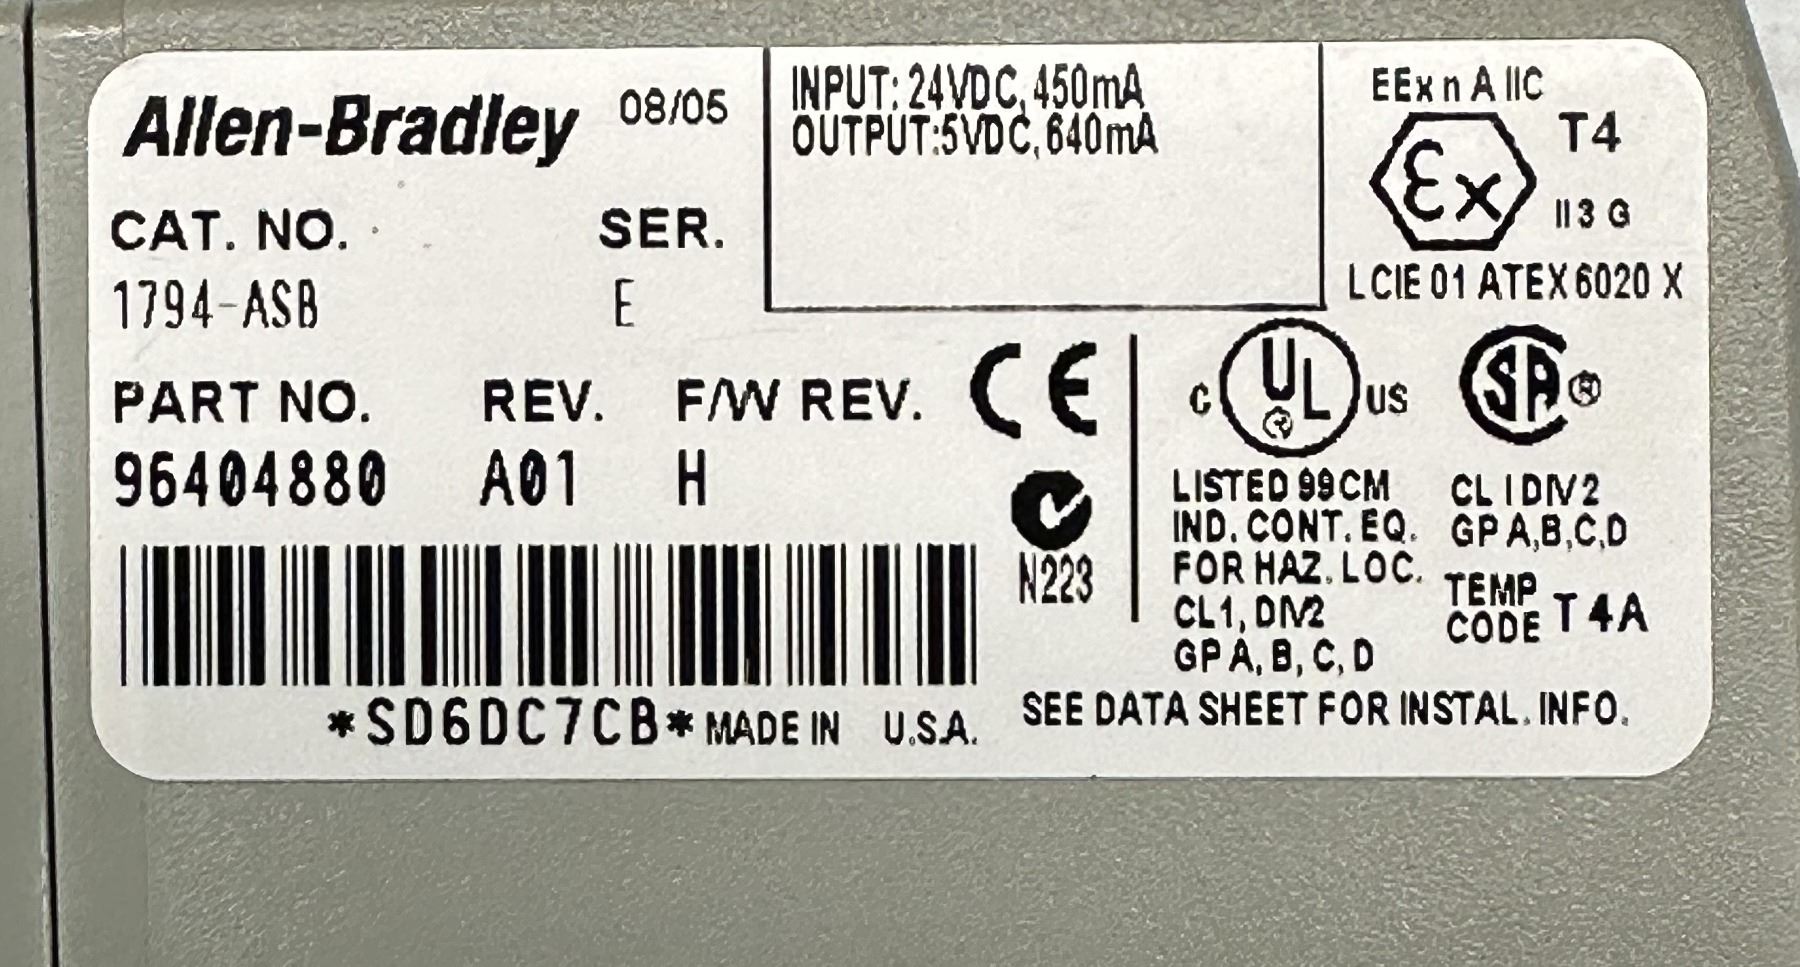 Allen-Bradley 08/05
CAT. NO. SER.
1794-ASB E
PART NO. REV. F/W REV.
96404880 A01 H
*SD6DC7CB* MADE IN U.S.A.
INPUT: 24VDC, 450mA
OUTPUT:5VDC, 640mA
EEx n A IIC
Ex T4
II 3 G
LCIE 01 ATEX 6020 X
CE
N223
C UL ® US
LISTED 99CM
IND. CONT. EQ.
FOR HAZ. LOC.
CL1, DIV2
GP A, B, C, D
SA ®
CL I DIV 2
GP A,B,C,D
TEMP
CODE T 4A
SEE DATA SHEET FOR INSTAL. INFO.